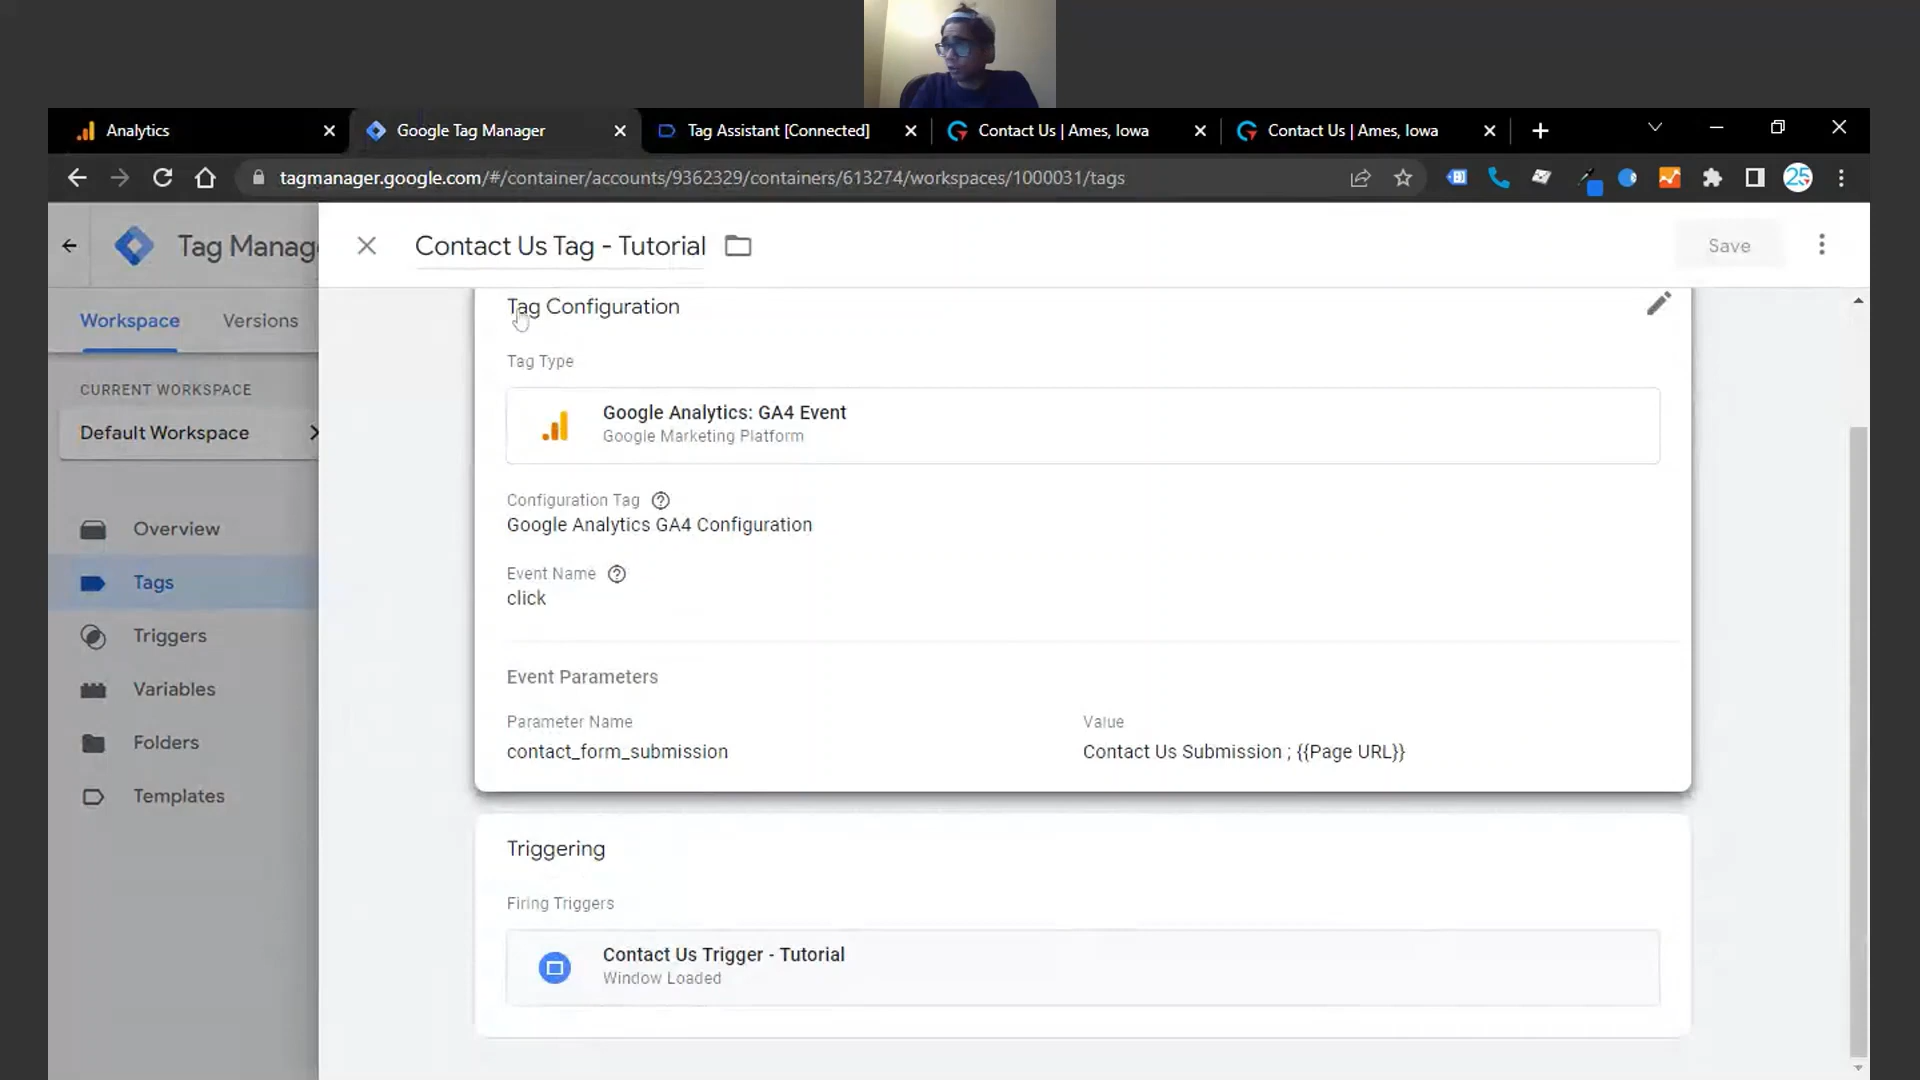 Analytics
Google Tag Manager
Tag Assistant [Connected]
Contact Us | Ames, Iowa
Contact Us | Ames, Iowa
tagmanager.google.com/#/container/accounts/9362329/containers/613274/workspaces/1000031/tags
25
Tag Manag
Contact Us Tag - Tutorial
Save
Workspace
Versions
CURRENT WORKSPACE
Default Workspace
Overview
Tags
Triggers
Variables
Folders
Templates
Tag Configuration
Tag Type
Google Analytics: GA4 Event
Google Marketing Platform
Configuration Tag
Google Analytics GA4 Configuration
Event Name
click
Event Parameters
Parameter Name
Value
contact_form_submission
Contact Us Submission ; {{Page URL}}
Triggering
Firing Triggers
Contact Us Trigger - Tutorial
Window Loaded